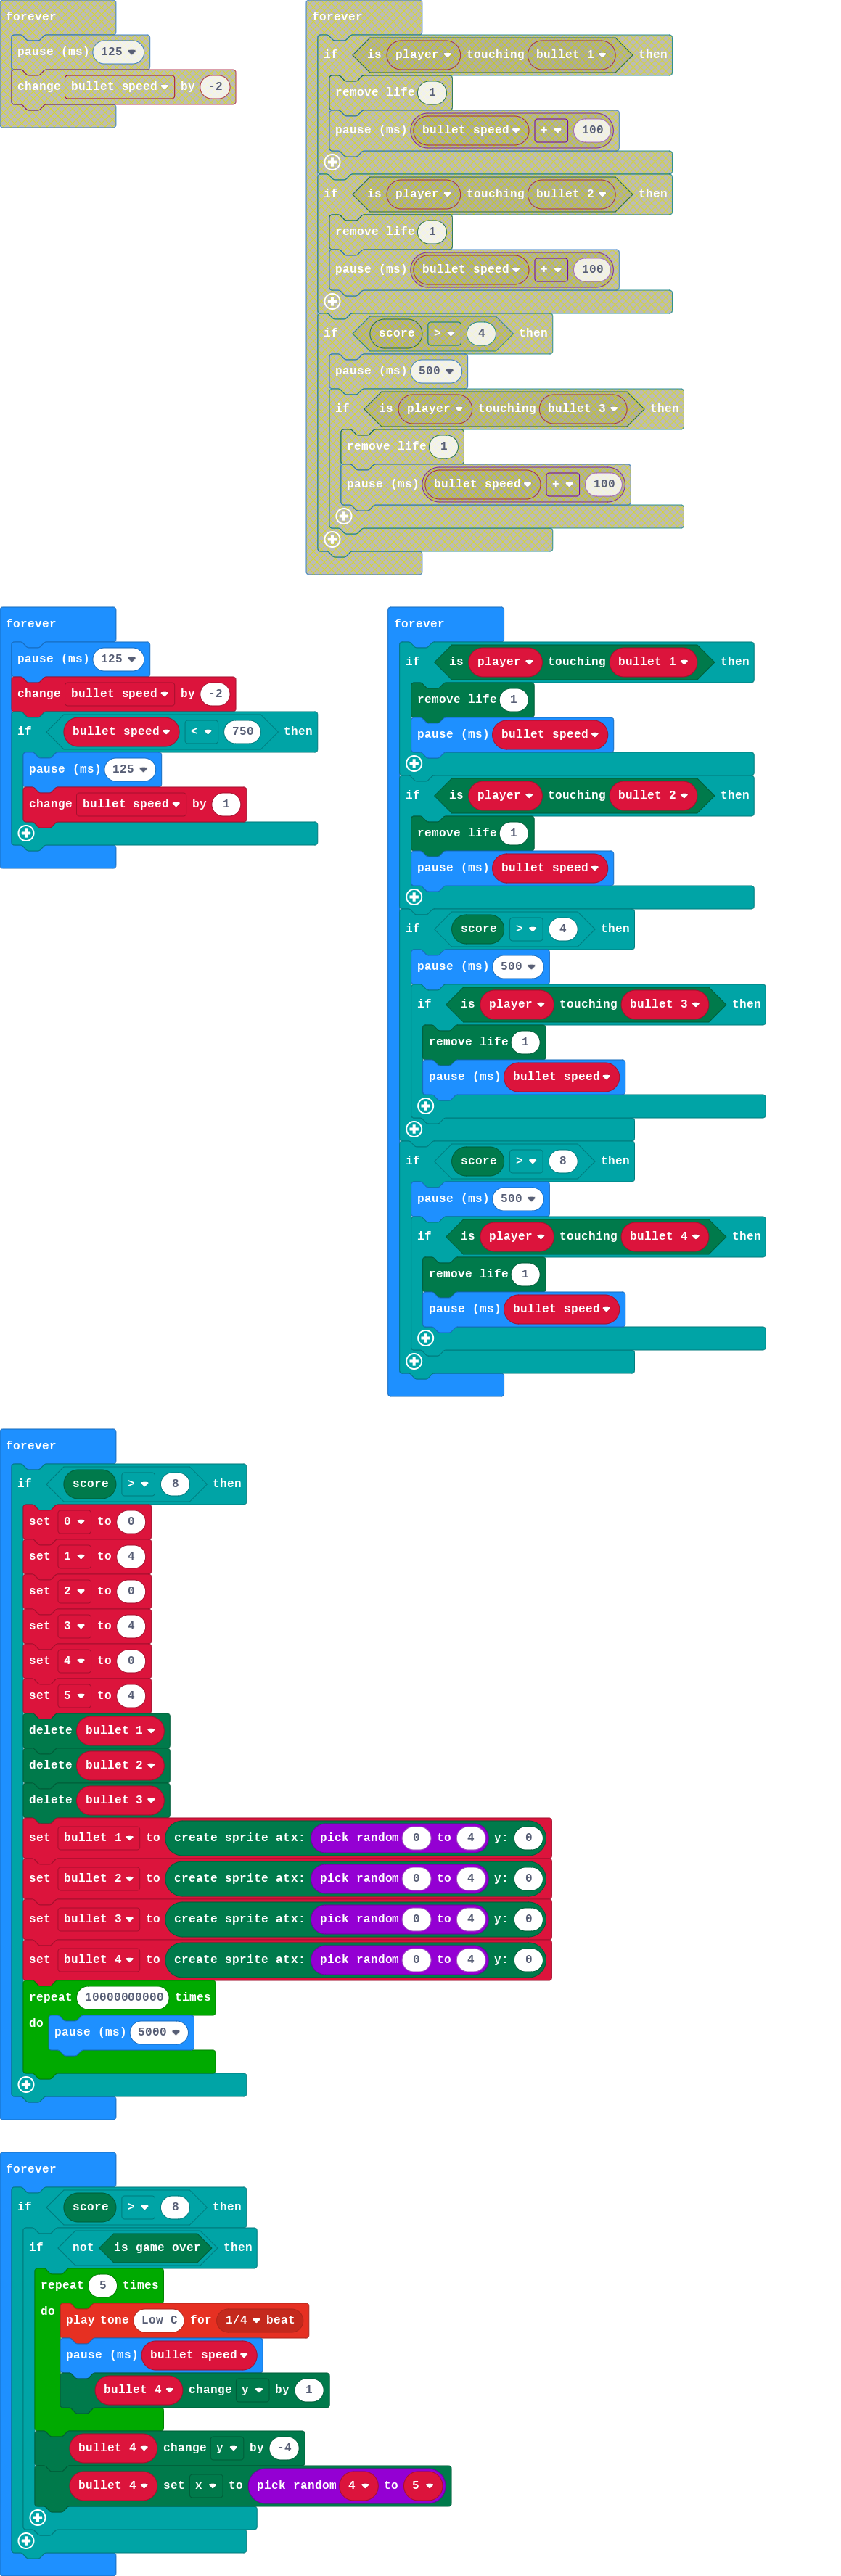 forever
pause (ms) 125
change bullet speed by -2
forever
if is player touching bullet 1 then
remove life 1
pause (ms) bullet speed + 100
if is player touching bullet 2 then
remove life 1
pause (ms) bullet speed + 100
if score > 4 then
pause (ms) 500
if is player touching bullet 3 then
remove life 1
pause (ms) bullet speed + 100
forever
pause (ms) 125
change bullet speed by -2
if bullet speed < 750 then
pause (ms) 125
change bullet speed by 1
forever
if is player touching bullet 1 then
remove life 1
pause (ms) bullet speed
if is player touching bullet 2 then
remove life 1
pause (ms) bullet speed
if score > 4 then
pause (ms) 500
if is player touching bullet 3 then
remove life 1
pause (ms) bullet speed
if score > 8 then
pause (ms) 500
if is player touching bullet 4 then
remove life 1
pause (ms) bullet speed
forever
if score > 8 then
set 0 to 0
set 1 to 4
set 2 to 0
set 3 to 4
set 4 to 0
set 5 to 4
delete bullet 1
delete bullet 2
delete bullet 3
set bullet 1 to create sprite atx: pick random 0 to 4 y: 0
set bullet 2 to create sprite atx: pick random 0 to 4 y: 0
set bullet 3 to create sprite atx: pick random 0 to 4 y: 0
set bullet 4 to create sprite atx: pick random 0 to 4 y: 0
repeat 10000000000 times
do pause (ms) 5000
forever
if score > 8 then
if not is game over then
repeat 5 times
do play tone Low C for 1/4 beat
pause (ms) bullet speed
bullet 4 change y by 1
bullet 4 change y by -4
bullet 4 set x to pick random 4 to 5